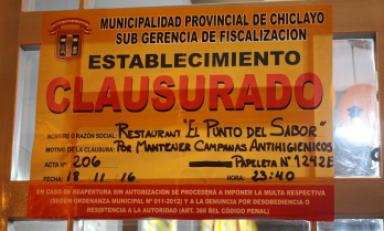 MUNICIPALIDAD PROVINCIAL DE CHICLAYO
SUB GERENCIA DE FISCALIZACIÓN
ESTABLECIMIENTO
CLAUSURADO
NOMBRE O RAZON SOCIAL: RESTAURANT "EL PUNTO DEL SABOR"
MOTIVO DE LA CLAUSURA: POR MANTENER CAMPANAS ANTIHIGIENICOS
ACTA Nº 206 PAPELETA Nº 1242E
FECHA: 18 / 11 / 16 HORA: 23:40
EN CASO DE REAPERTURA SIN AUTORIZACIÓN SE PROCEDERA A IMPONER LA MULTA RESPECTIVA
(SEGÚN ORDENANZA MUNICIPAL Nº 011-2012) Y A LA DENUNCIA POR DESOBEDIENCIA O
RESISTENCIA A LA AUTORIDAD (ART. 368 DEL CÓDIGO PENAL)